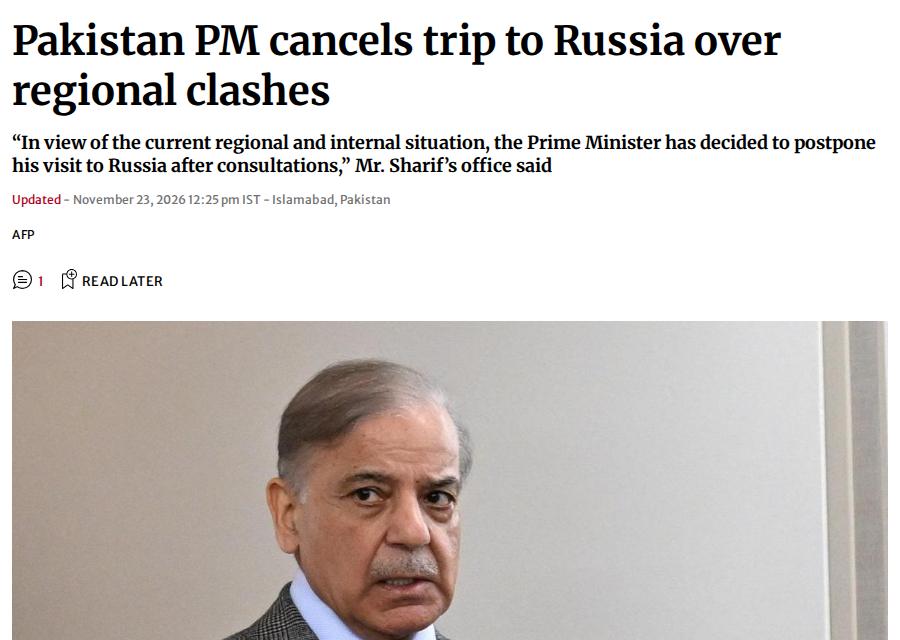 Pakistan PM cancels trip to Russia over
regional clashes
“In view of the current regional and internal situation, the Prime Minister has decided to postpone
his visit to Russia after consultations,” Mr. Sharif’s office said
Updated - November 23, 2026 12:25 pm IST - Islamabad, Pakistan
AFP
1 READ LATER